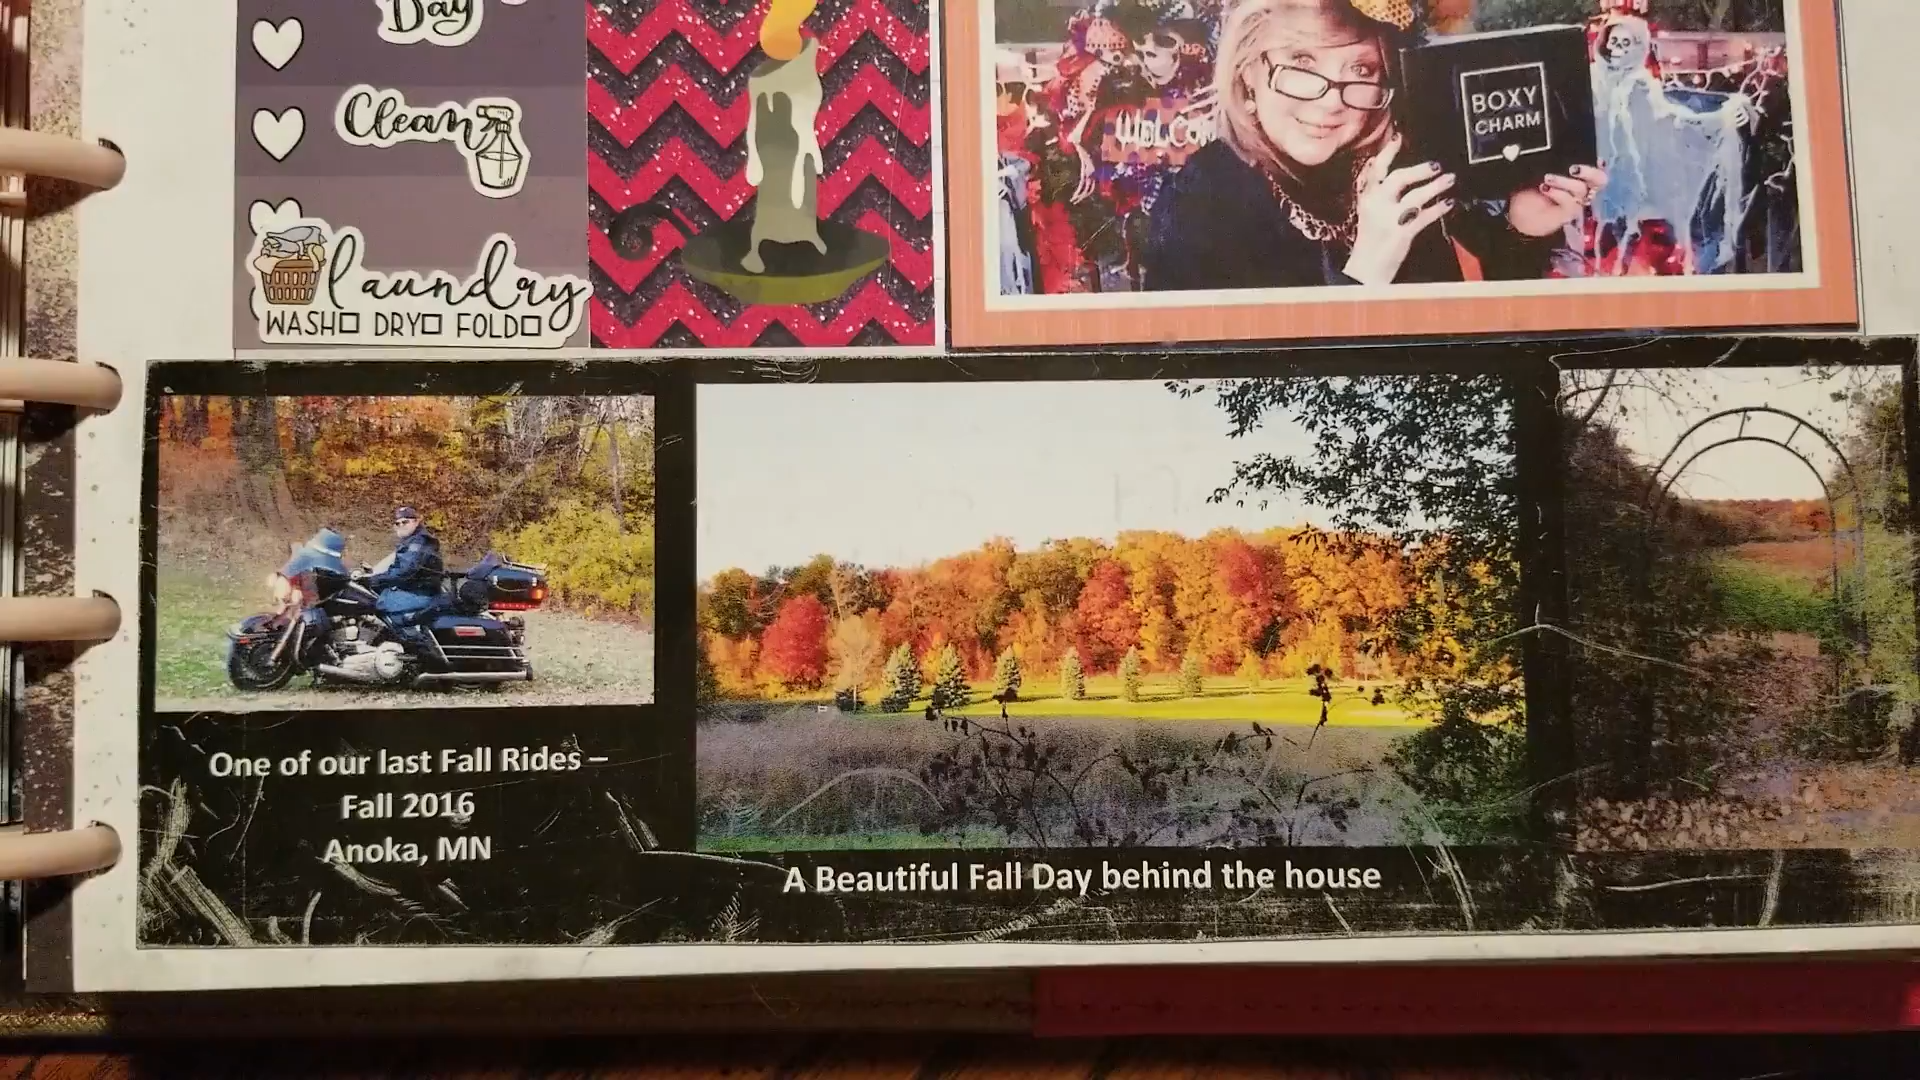 Day
Clean
laundry
WASH□ DRY□ FOLD□
WELCOM
BOXY
CHARM
One of our last Fall Rides –
Fall 2016
Anoka, MN
A Beautiful Fall Day behind the house